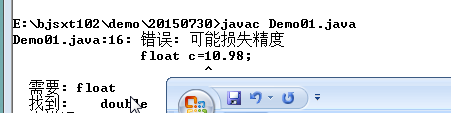 E:\bjsxt102\demo\20150730>javac Demo01.java
Demo01.java:16: 错误: 可能损失精度
float c=10.98;
^
需要: float
找到: double